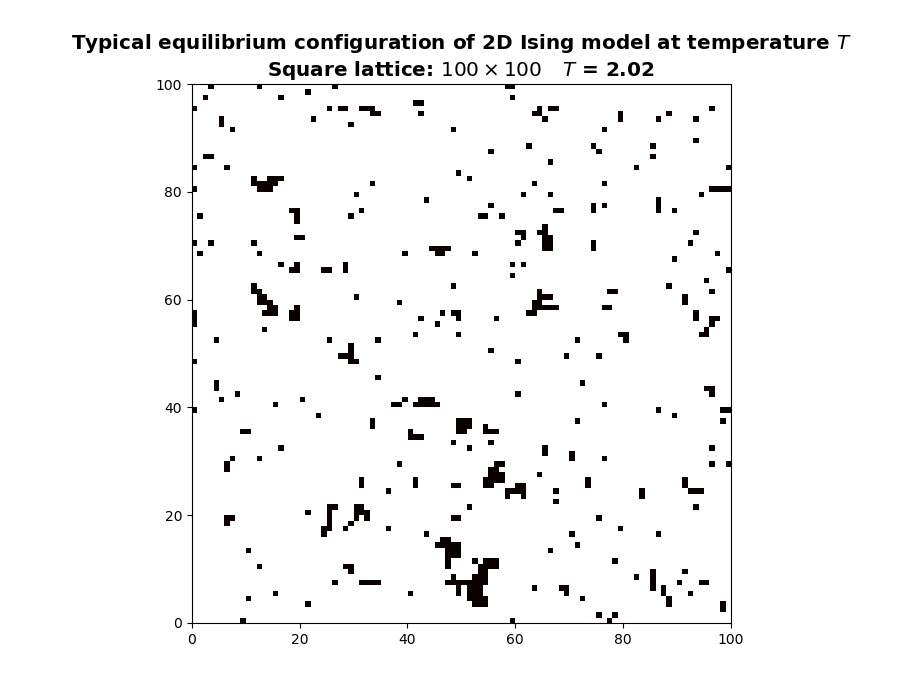 Typical equilibrium configuration of 2D Ising model at temperature T
Square lattice: 100 × 100 T = 2.02
100
80
60
40
20
0
0 20 40 60 80 100